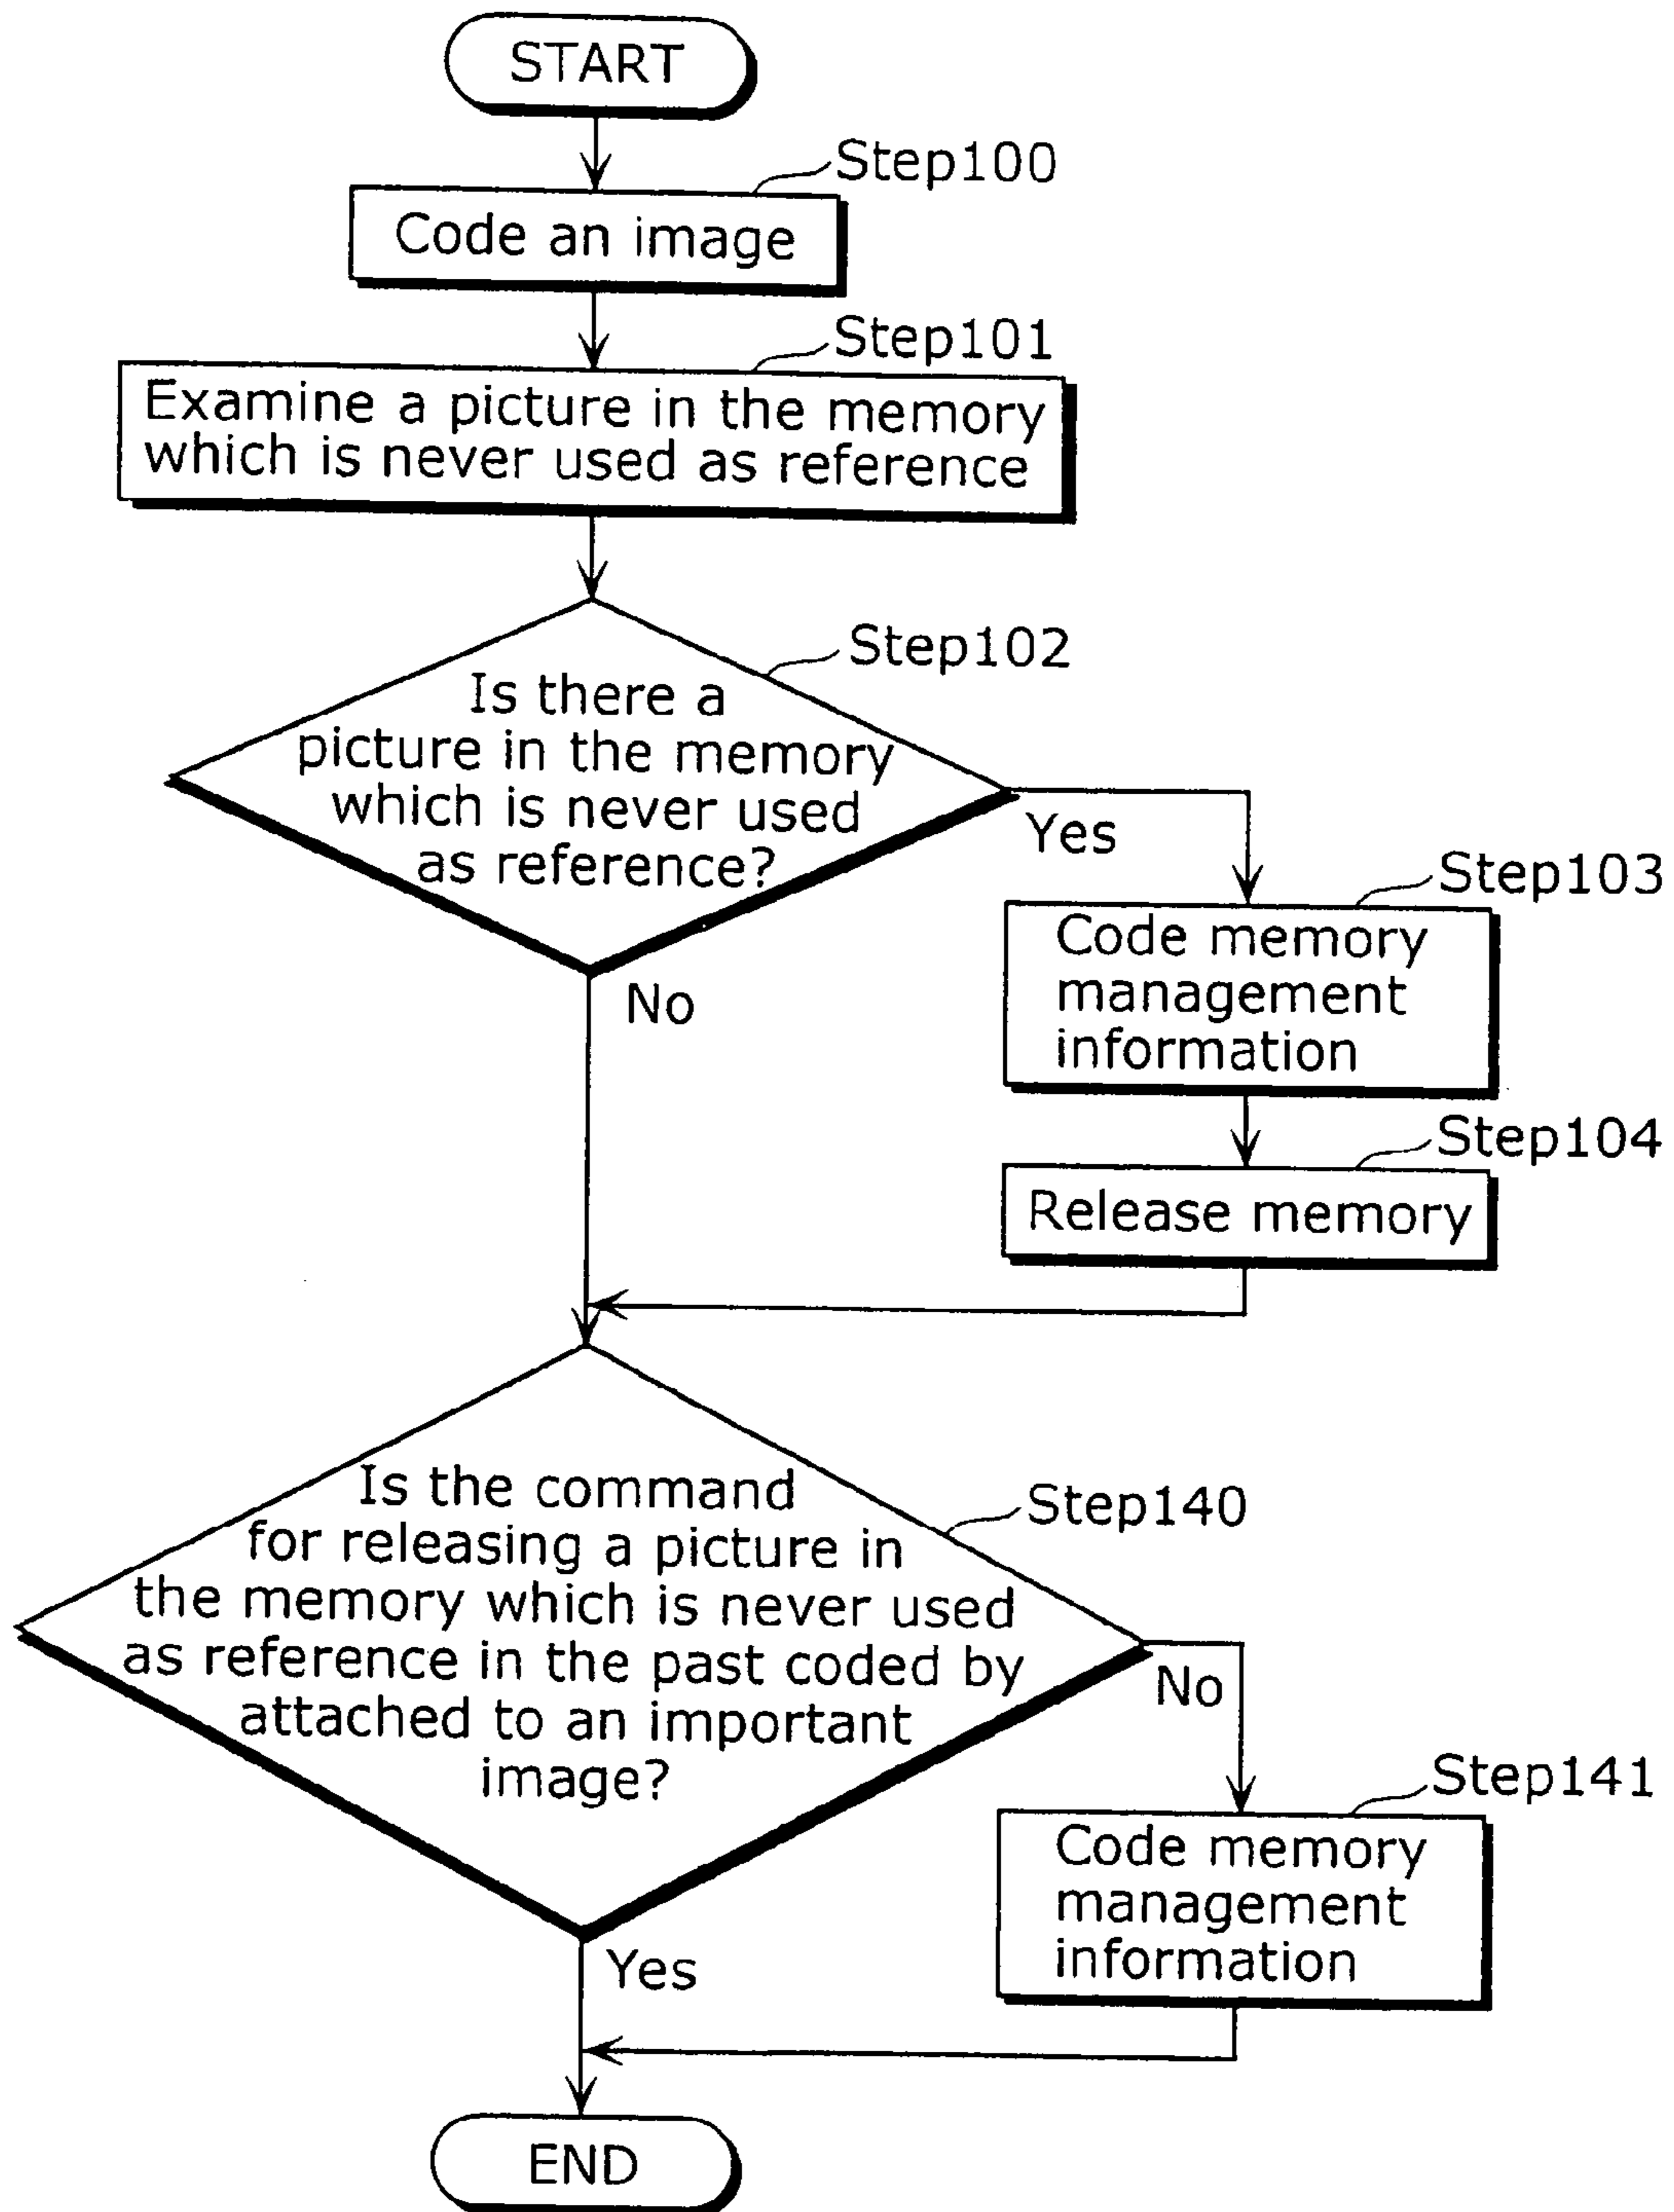 START
Step100
Code an image
Step101
Examine a picture in the memory
which is never used as reference
Step102
Is there a
picture in the memory
which is never used
as reference?
Yes
No
Step103
Code memory
management
information
Step104
Release memory
Step140
Is the command
for releasing a picture in
the memory which is never used
as reference in the past coded by
attached to an important
image?
No
Yes
Step141
Code memory
management
information
END